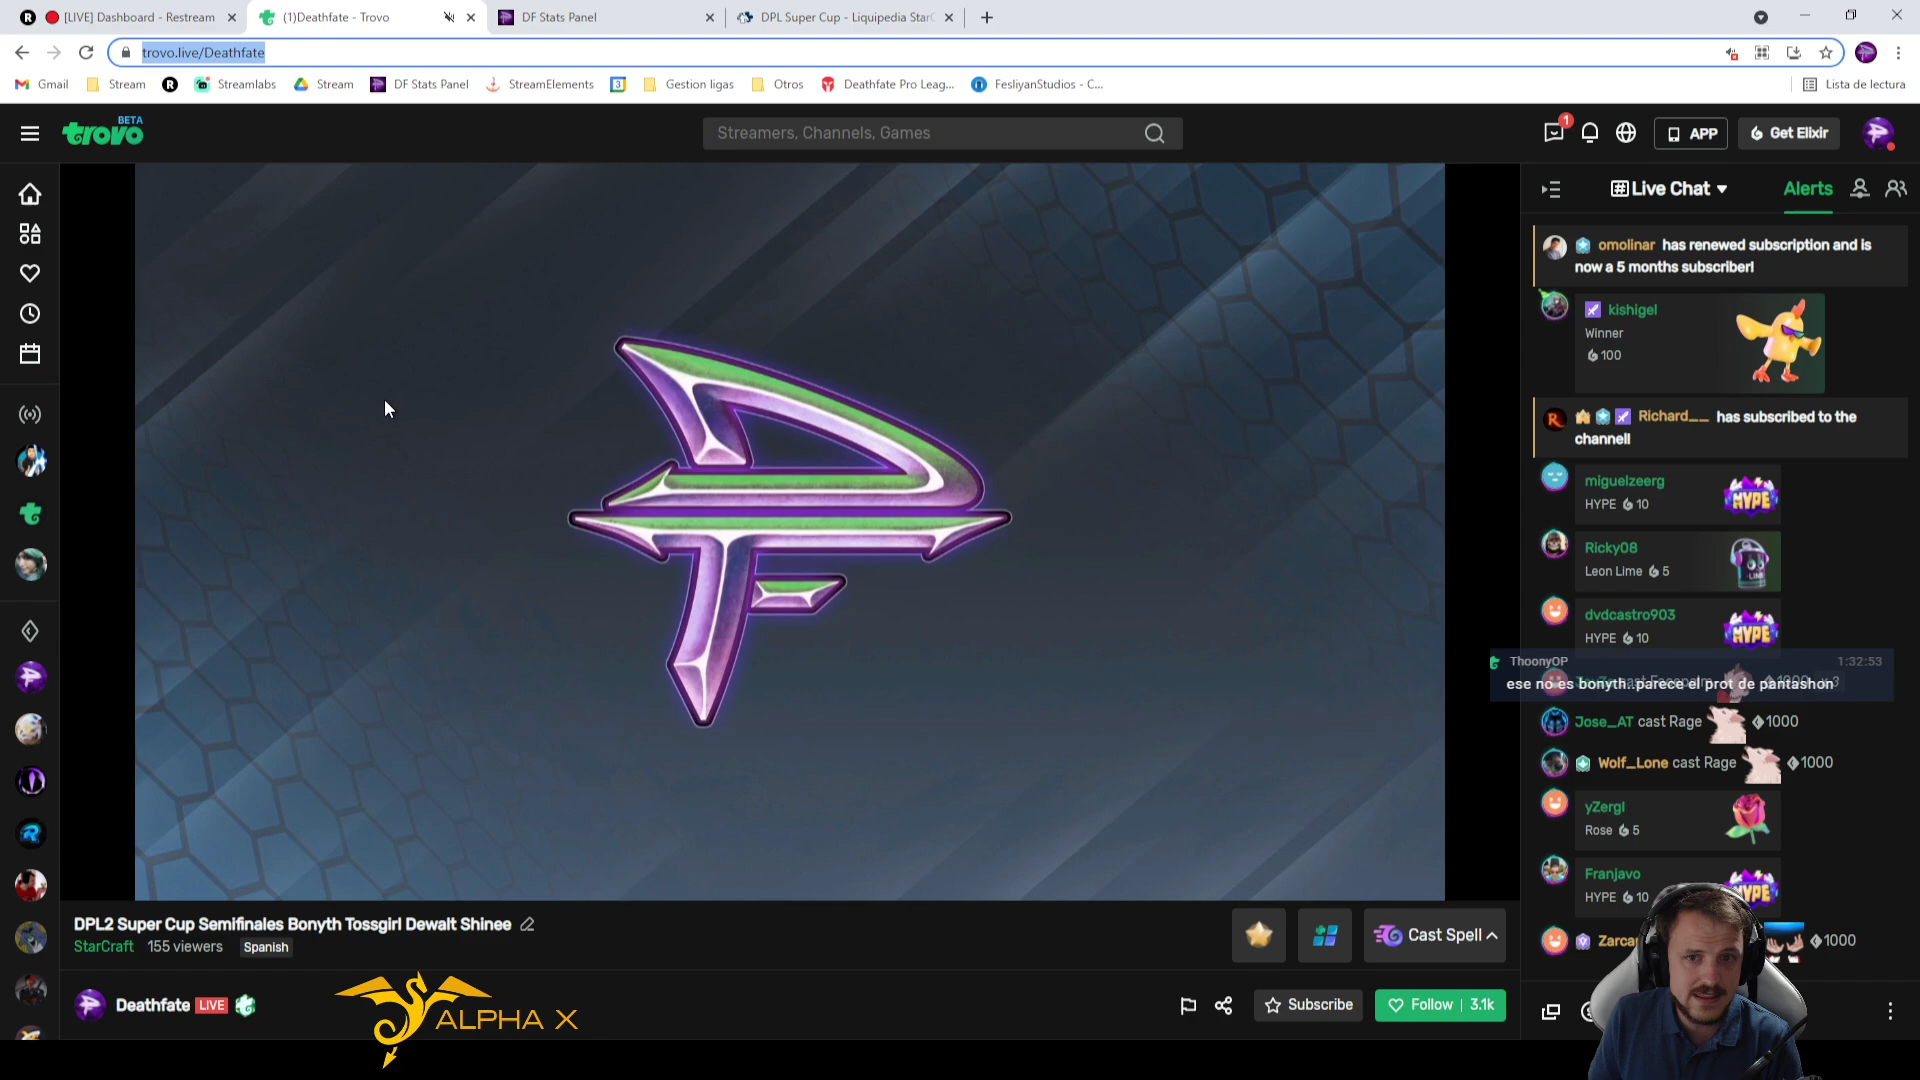 [LIVE] Dashboard - Restream
(1)Deathfate - Trovo
DF Stats Panel
DPL Super Cup - Liquipedia Star
trovo.live/Deathfate
Gmail
Stream
Streamlabs
Stream
DF Stats Panel
StreamElements
3
Gestion ligas
Otros
Deathfate Pro Leag...
FesliyanStudios - C...
Lista de lectura
trovo BETA
Streamers, Channels, Games
1
APP
Get Elixir
Live Chat
Alerts
omolinar has renewed subscription and is
now a 5 months subscriber!
kishigel
Winner
100
Richard__ has subscribed to the
channel!
miguelzeerg
HYPE 10
HYPE
Ricky08
Leon Lime 5
dvdcastro903
HYPE 10
HYPE
ThoonyOP 1:32:53
ese no es bonyth..parece el prot de pantashon
Jose_AT cast Rage 1000
Wolf_Lone cast Rage 1000
yZergl
Rose 5
Franjavo
HYPE 10
HYPE
1000
DPL2 Super Cup Semifinales Bonyth Tossgirl Dewalt Shinee
StarCraft 155 viewers Spanish
Cast Spell
Deathfate LIVE
ALPHA X
Subscribe
Follow | 3.1k